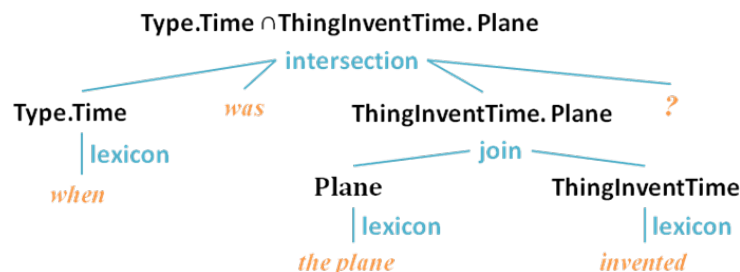 Type.Time ∩ThingInventTime. Plane
intersection
Type.Time was ThingInventTime. Plane ?
lexicon join
when Plane ThingInventTime
lexicon lexicon
the plane invented